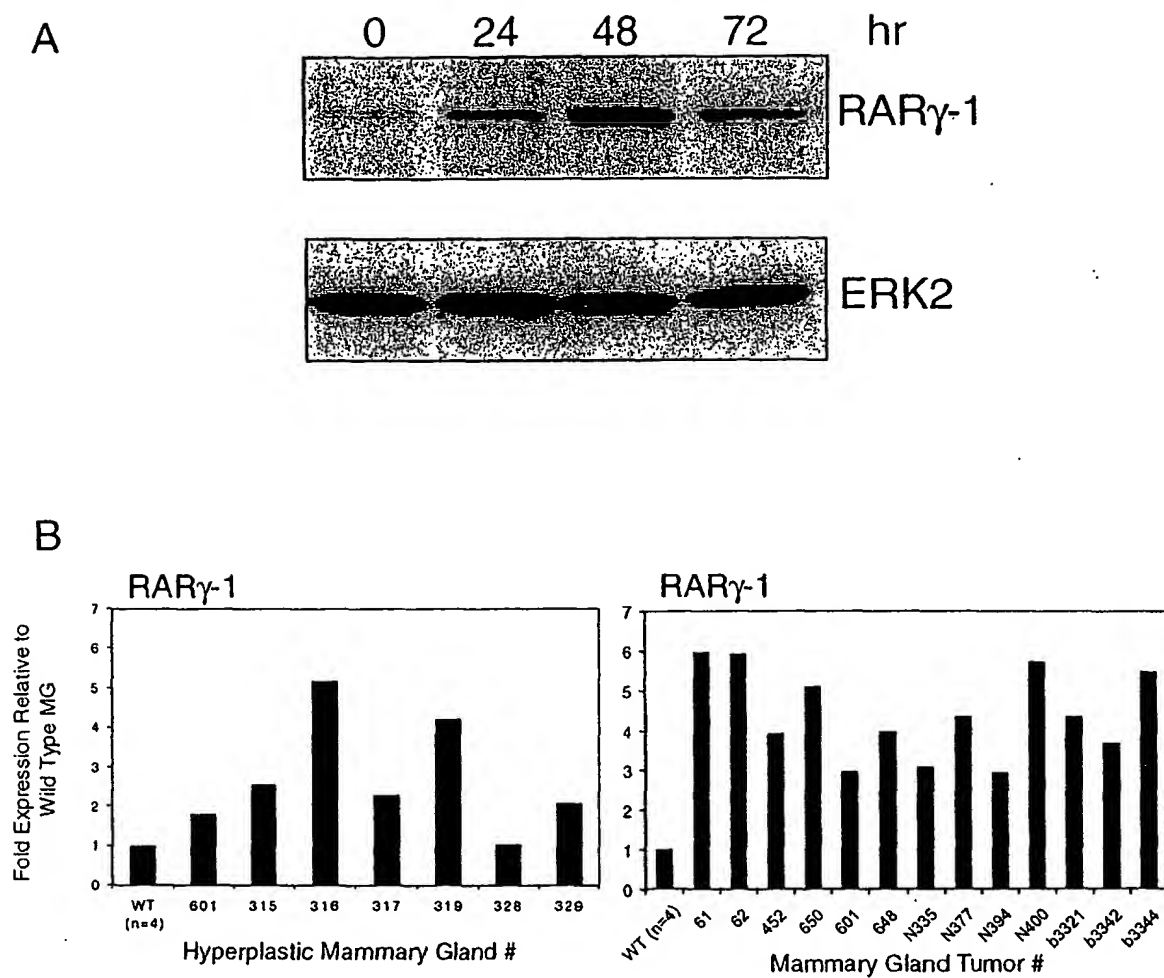 A
0 24 48 72 hr
RARγ-1
ERK2
B
RARγ-1
Fold Expression Relative to
Wild Type MG
7
6
5
4
3
2
1
0
WT
(n=4)
601 315 316 317 319 328 329
Hyperplastic Mammary Gland #
RARγ-1
7
6
5
4
3
2
1
0
WT (n=4) 61 62 452 650 601 648 N335 N377 N394 N400 b3321 b3342 b3344
Mammary Gland Tumor #